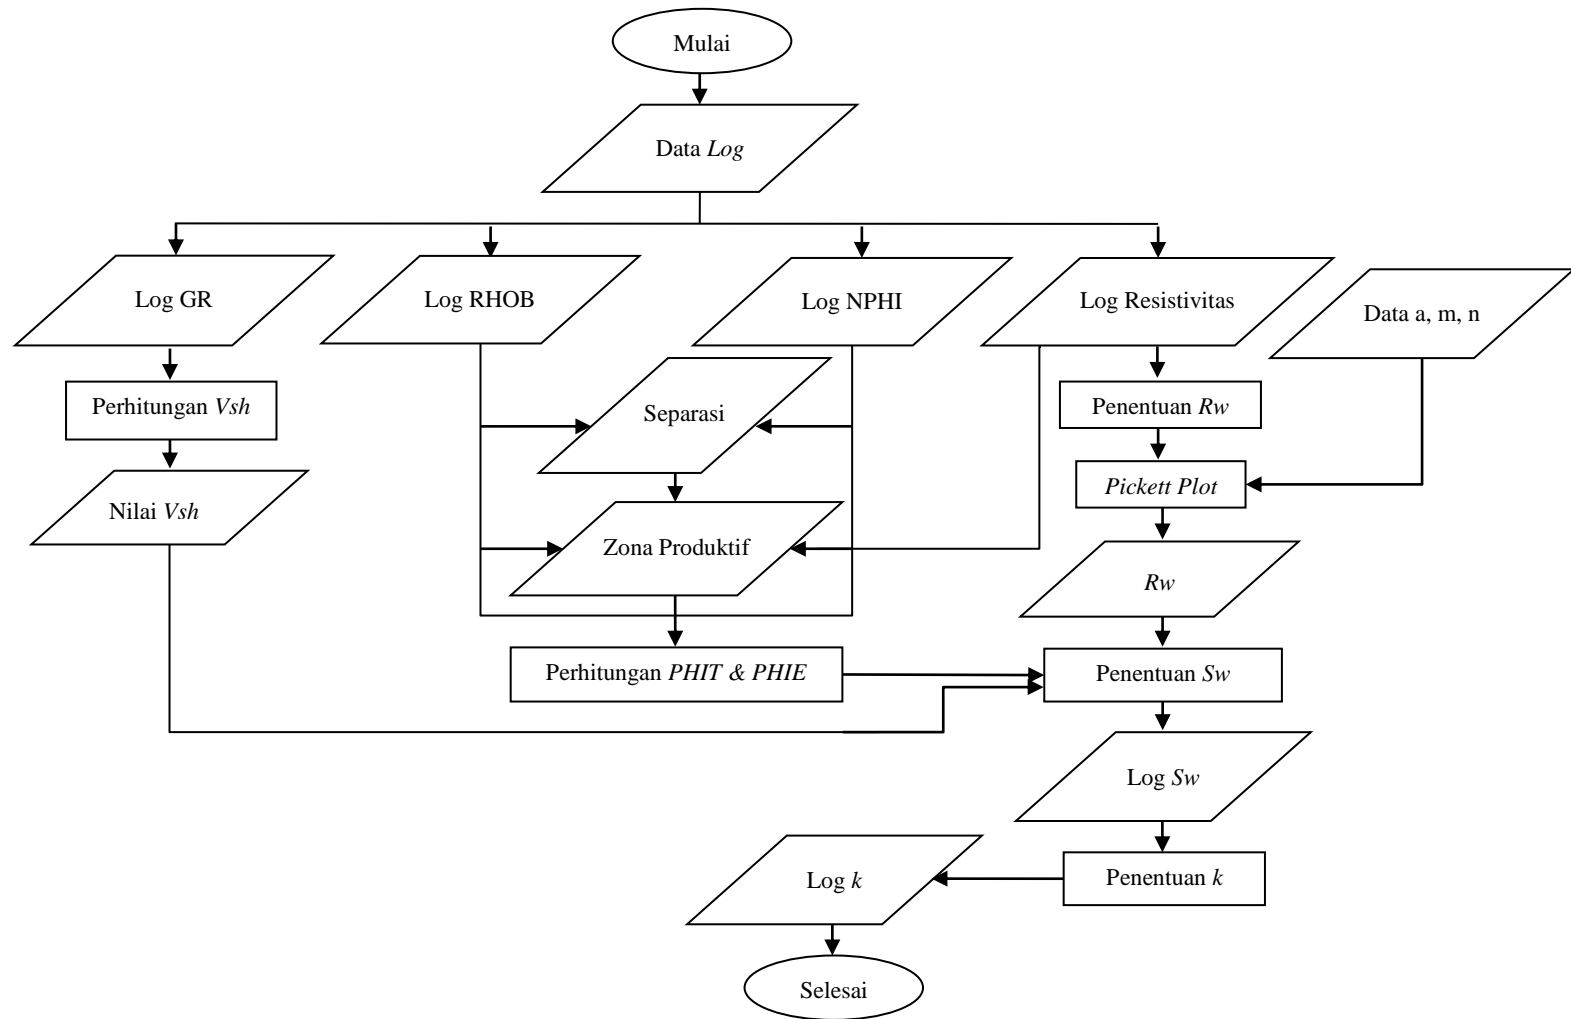 Mulai
Data Log
Log GR
Log RHOB
Log NPHI
Log Resistivitas
Data a, m, n
Perhitungan Vsh
Separasi
Penentuan Rw
Pickett Plot
Nilai Vsh
Zona Produktif
Rw
Perhitungan PHIT & PHIE
Penentuan Sw
Log Sw
Log k
Penentuan k
Selesai